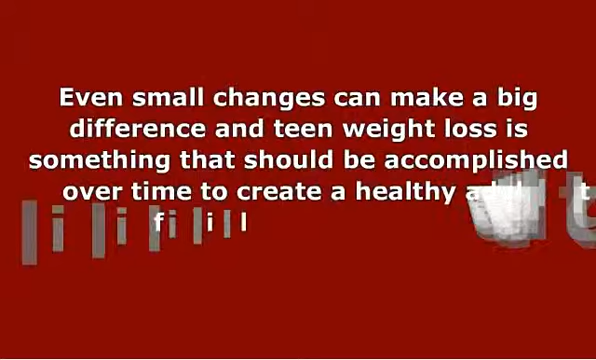 Even small changes can make a big
difference and teen weight loss is
something that should be accomplished
over time to create a healthy